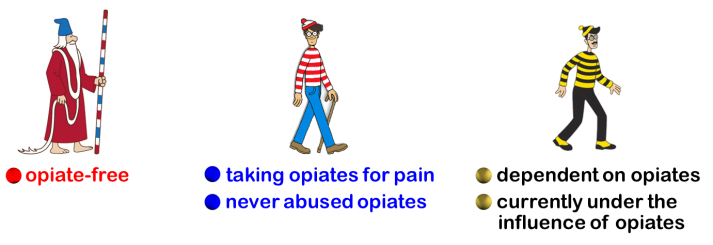 opiate-free
taking opiates for pain
never abused opiates
dependent on opiates
currently under the
influence of opiates